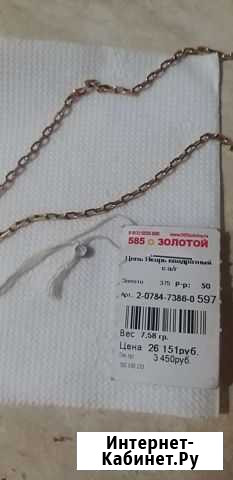 585 ЗОЛОТОЙ
Цепь Якорь квадратный
с а/г
Золото 375 Р-р: 50
Арт. 2-0784-7386-0 597
Вес 7,58 гр.
Цена 26 151руб.
3 450руб.
Интернет-
Кабинет.Ру